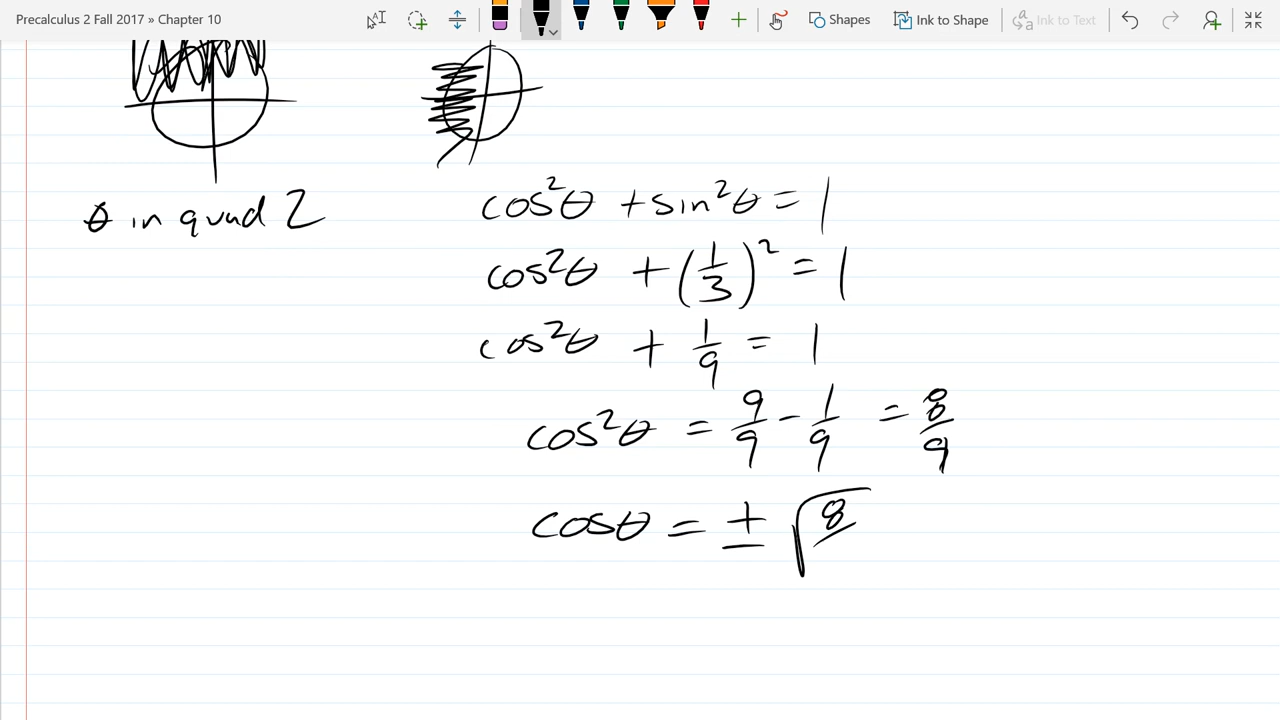 Precalculus 2 Fall 2017 » Chapter 10
Shapes
Ink to Shape
Ink to Text
θ in quad 2
cos²θ + sin²θ = 1
cos²θ + (1/3)² = 1
cos²θ + 1/9 = 1
cos²θ = 9/9 - 1/9 = 8/9
cosθ = ± √8